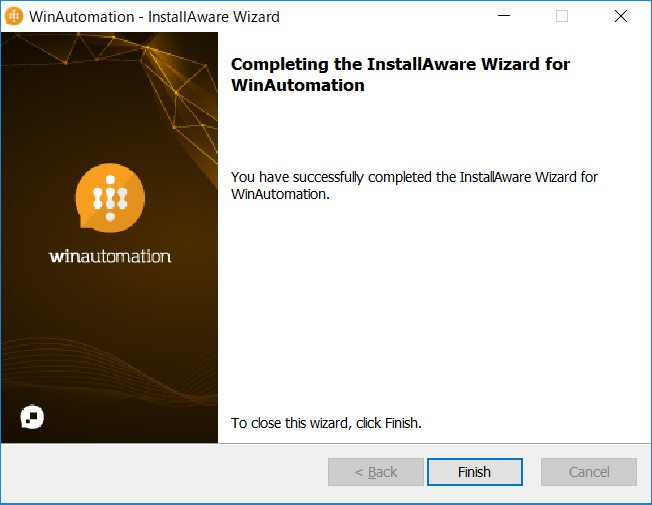 WinAutomation - InstallAware Wizard
Completing the InstallAware Wizard for
WinAutomation
You have successfully completed the InstallAware Wizard for
WinAutomation.
winautomation
To close this wizard, click Finish.
< Back
Finish
Cancel